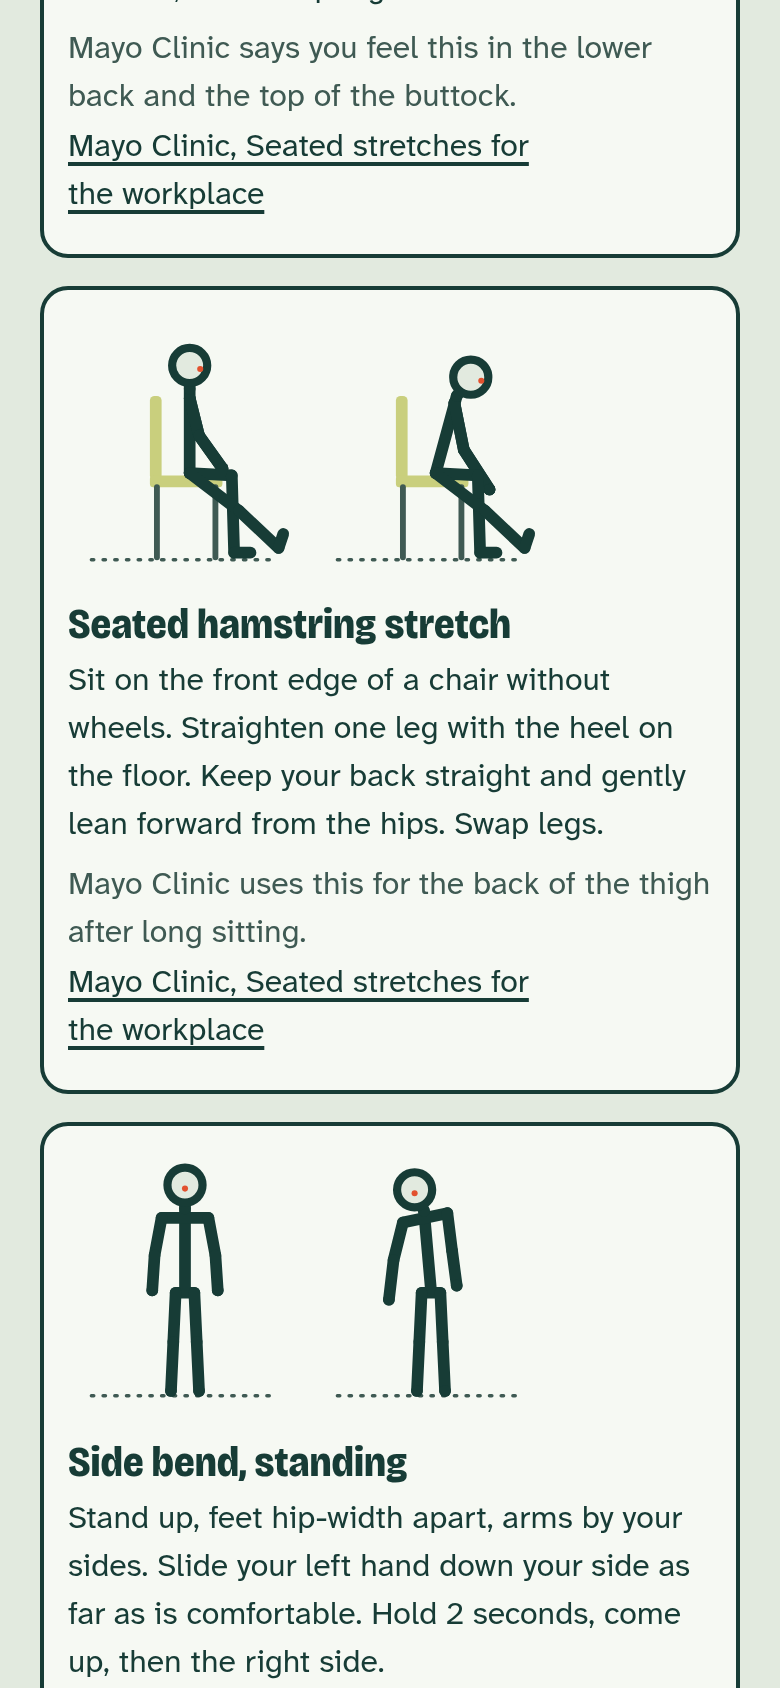 Mayo Clinic says you feel this in the lower
back and the top of the buttock.
Mayo Clinic, Seated stretches for
the workplace
Seated hamstring stretch
Sit on the front edge of a chair without
wheels. Straighten one leg with the heel on
the floor. Keep your back straight and gently
lean forward from the hips. Swap legs.
Mayo Clinic uses this for the back of the thigh
after long sitting.
Mayo Clinic, Seated stretches for
the workplace
Side bend, standing
Stand up, feet hip-width apart, arms by your
sides. Slide your left hand down your side as
far as is comfortable. Hold 2 seconds, come
up, then the right side.